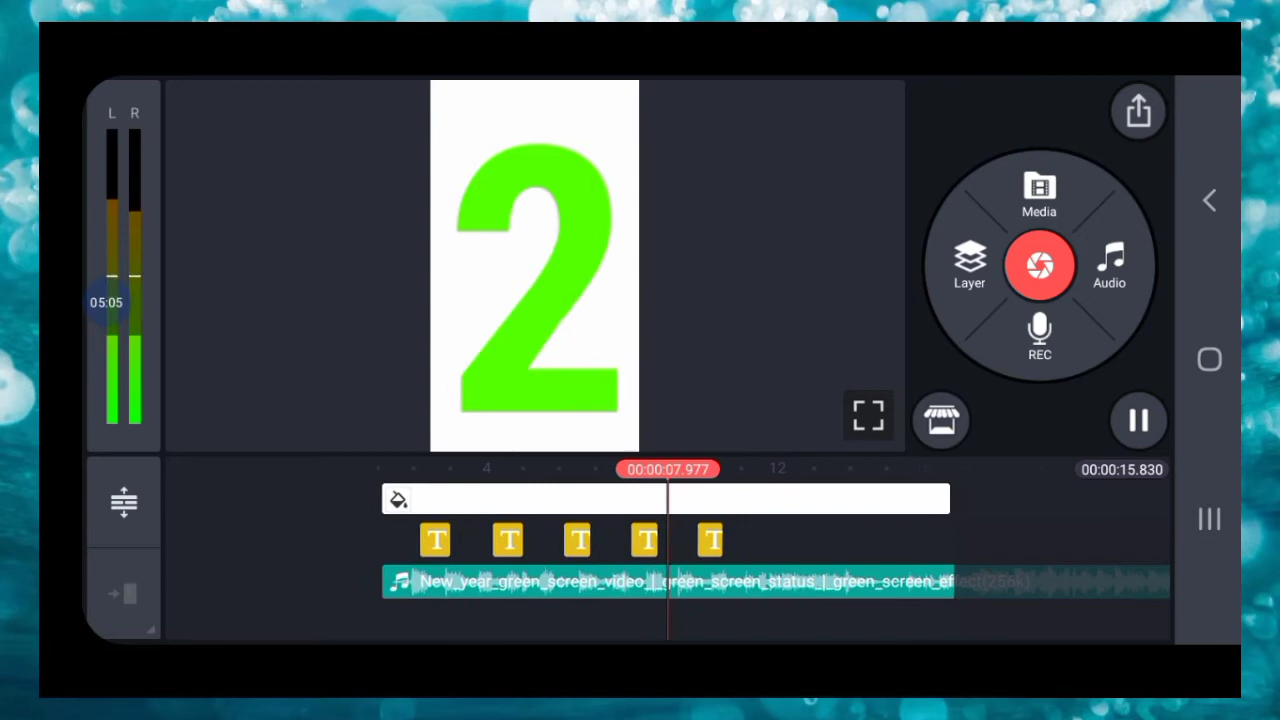 L R
05:05
2
Media
Layer
Audio
REC
4
00:00:07.977
12
00:00:15.830
T T T T T
New_year_green_screen_video_|_green_screen_status_|_green_screen_effect(256k)